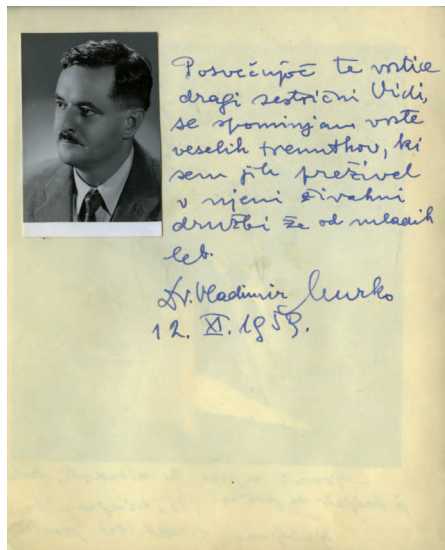 Posvečujoč te vrstice
dragi sestrični Vidi,
se spominjam vrste
veselih trenutkov, ki
sem jih preživel
v njeni živahni
družbi že od mladih
let.
Dr. Vladimir Murko
12. XI. 1959.